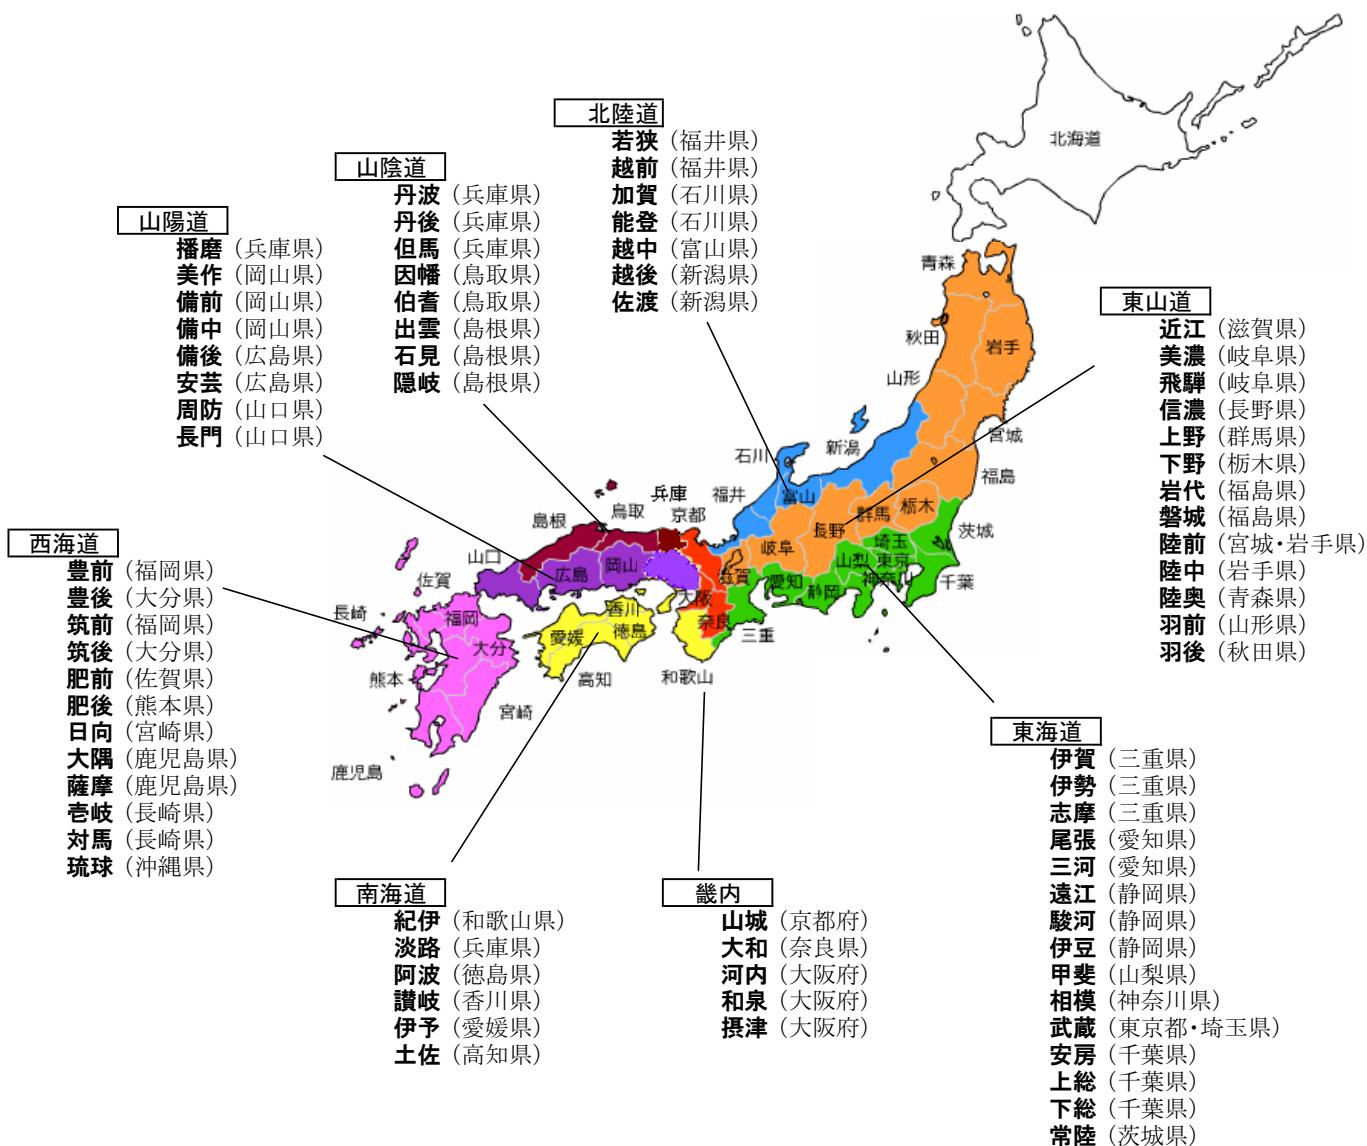 北陸道
若狭（福井県）
越前（福井県）
加賀（石川県）
能登（石川県）
越中（富山県）
越後（新潟県）
佐渡（新潟県）
山陰道
丹波（兵庫県）
丹後（兵庫県）
但馬（兵庫県）
因幡（鳥取県）
伯耆（鳥取県）
出雲（島根県）
石見（島根県）
隠岐（島根県）
山陽道
播磨（兵庫県）
美作（岡山県）
備前（岡山県）
備中（岡山県）
備後（広島県）
安芸（広島県）
周防（山口県）
長門（山口県）
東山道
近江（滋賀県）
美濃（岐阜県）
飛騨（岐阜県）
信濃（長野県）
上野（群馬県）
下野（栃木県）
岩代（福島県）
磐城（福島県）
陸前（宮城・岩手県）
陸中（岩手県）
陸奥（青森県）
羽前（山形県）
羽後（秋田県）
西海道
豊前（福岡県）
豊後（大分県）
筑前（福岡県）
筑後（大分県）
肥前（佐賀県）
肥後（熊本県）
日向（宮崎県）
大隅（鹿児島県）
薩摩（鹿児島県）
壱岐（長崎県）
対馬（長崎県）
琉球（沖縄県）
南海道
紀伊（和歌山県）
淡路（兵庫県）
阿波（徳島県）
讃岐（香川県）
伊予（愛媛県）
土佐（高知県）
畿内
山城（京都府）
大和（奈良県）
河内（大阪府）
和泉（大阪府）
摂津（大阪府）
東海道
伊賀（三重県）
伊勢（三重県）
志摩（三重県）
尾張（愛知県）
三河（愛知県）
遠江（静岡県）
駿河（静岡県）
伊豆（静岡県）
甲斐（山梨県）
相模（神奈川県）
武蔵（東京都・埼玉県）
安房（千葉県）
上総（千葉県）
下総（千葉県）
常陸（茨城県）
北海道
青森
秋田
岩手
山形
宮城
新潟
福島
石川
富山
福井
兵庫
京都
鳥取
島根
山口
広島
岡山
群馬
栃木
茨城
長野
岐阜
埼玉
山梨
東京
神奈川
千葉
滋賀
愛知
静岡
大阪
奈良
三重
和歌山
香川
徳島
愛媛
高知
佐賀
長崎
福岡
大分
熊本
宮崎
鹿児島